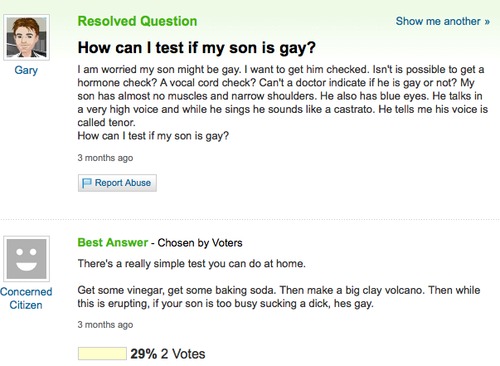 Resolved Question
Show me another »
How can I test if my son is gay?
Gary
I am worried my son might be gay. I want to get him checked. Isn't is possible to get a
hormone check? A vocal cord check? Can't a doctor indicate if he is gay or not? My
son has almost no muscles and narrow shoulders. He also has blue eyes. He talks in
a very high voice and while he sings he sounds like a castrato. He tells me his voice is
called tenor.
How can I test if my son is gay?
3 months ago
Report Abuse
Best Answer - Chosen by Voters
Concerned
Citizen
There's a really simple test you can do at home.
Get some vinegar, get some baking soda. Then make a big clay volcano. Then while
this is erupting, if your son is too busy sucking a dick, hes gay.
3 months ago
29% 2 Votes